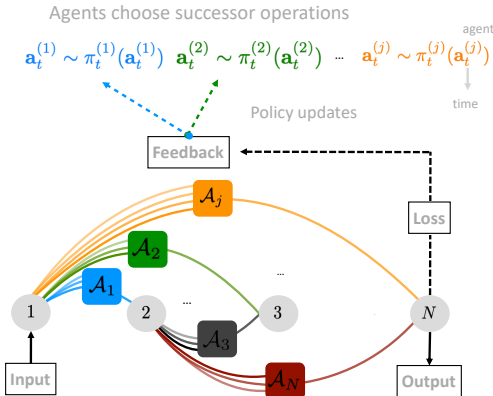 Agents choose successor operations
a_t^{(1)} ∼ π_t^{(1)}(a_t^{(1)}) a_t^{(2)} ∼ π_t^{(2)}(a_t^{(2)}) ... a_t^{(j)} ∼ π_t^{(j)}(a_t^{(j)})
agent
time
Policy updates
Feedback
Loss
A_j
A_2
A_1
...
...
1
2
3
N
A_3
A_N
Input
Output